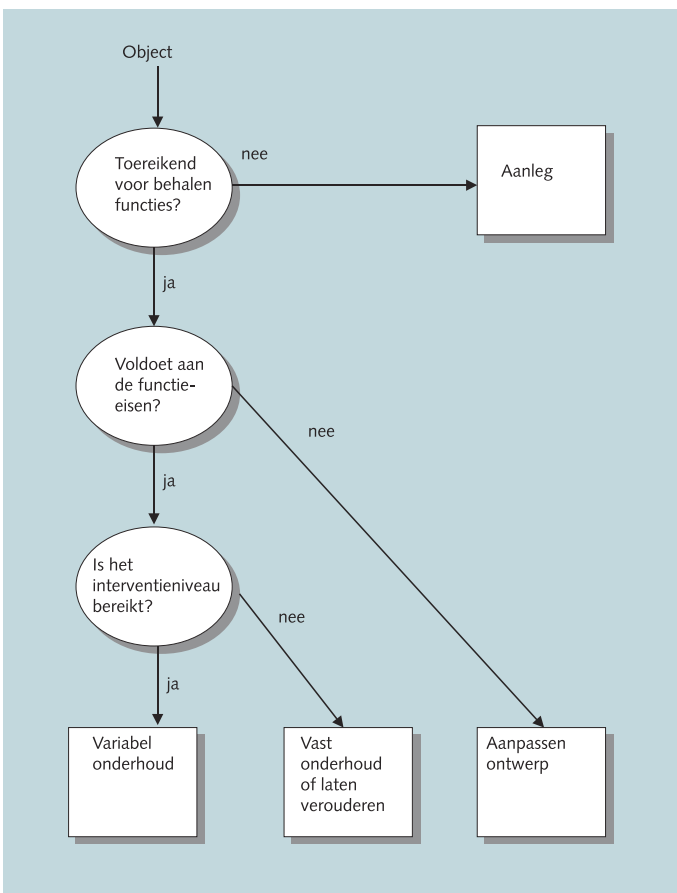 Object
Toereikend
voor behalen
functies?
nee
Aanleg
ja
Voldoet aan
de functie-
eisen?
nee
ja
Is het
interventieniveau
bereikt?
nee
ja
Variabel
onderhoud
Vast
onderhoud
of laten
verouderen
Aanpassen
ontwerp